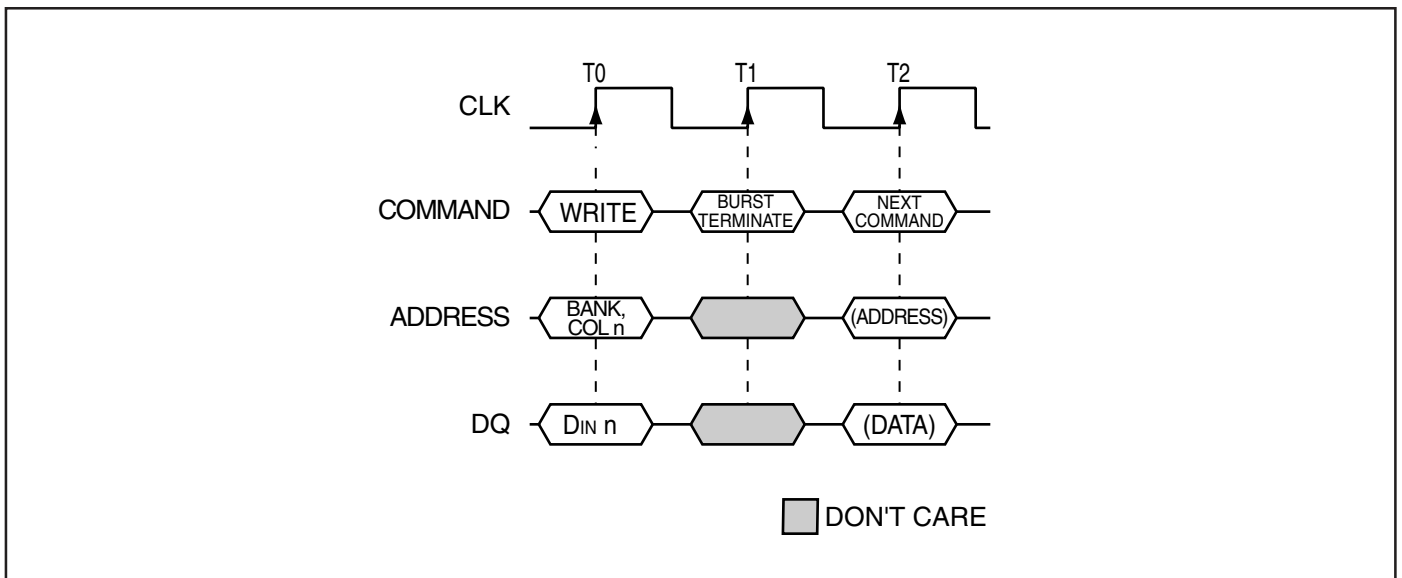 T0 T1 T2
CLK
COMMAND WRITE BURST TERMINATE NEXT COMMAND
ADDRESS BANK, COL n (ADDRESS)
DQ DIN n (DATA)
DON'T CARE